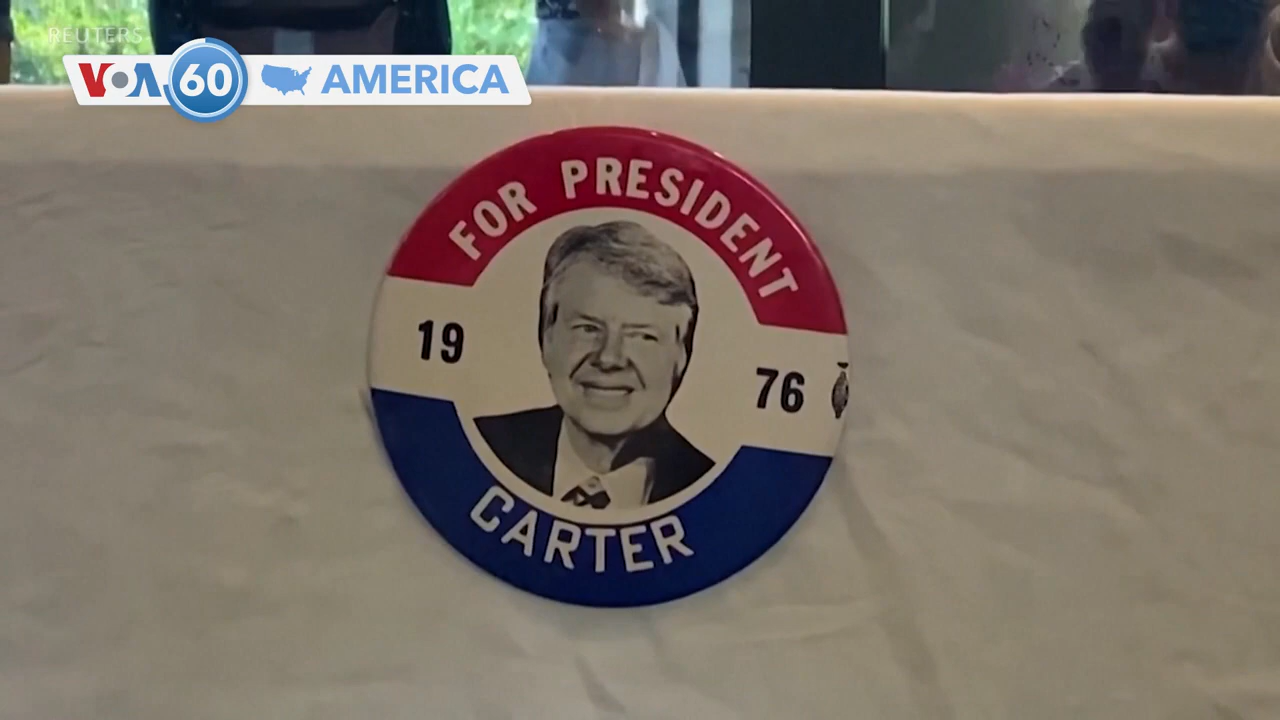 REUTERS
VOA 60 AMERICA
FOR PRESIDENT
19 76
CARTER